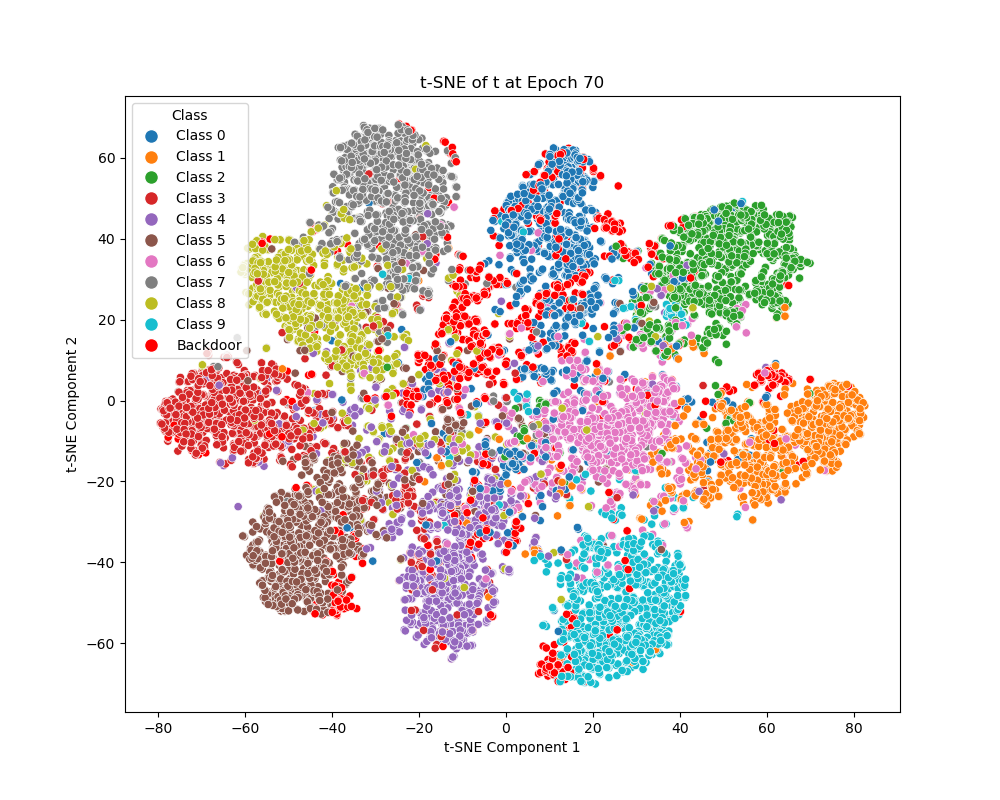 t-SNE of t at Epoch 70
Class
Class 0
Class 1
Class 2
Class 3
Class 4
Class 5
Class 6
Class 7
Class 8
Class 9
Backdoor
60
40
20
0
−20
−40
−60
t-SNE Component 2
−80 −60 −40 −20 0 20 40 60 80
t-SNE Component 1